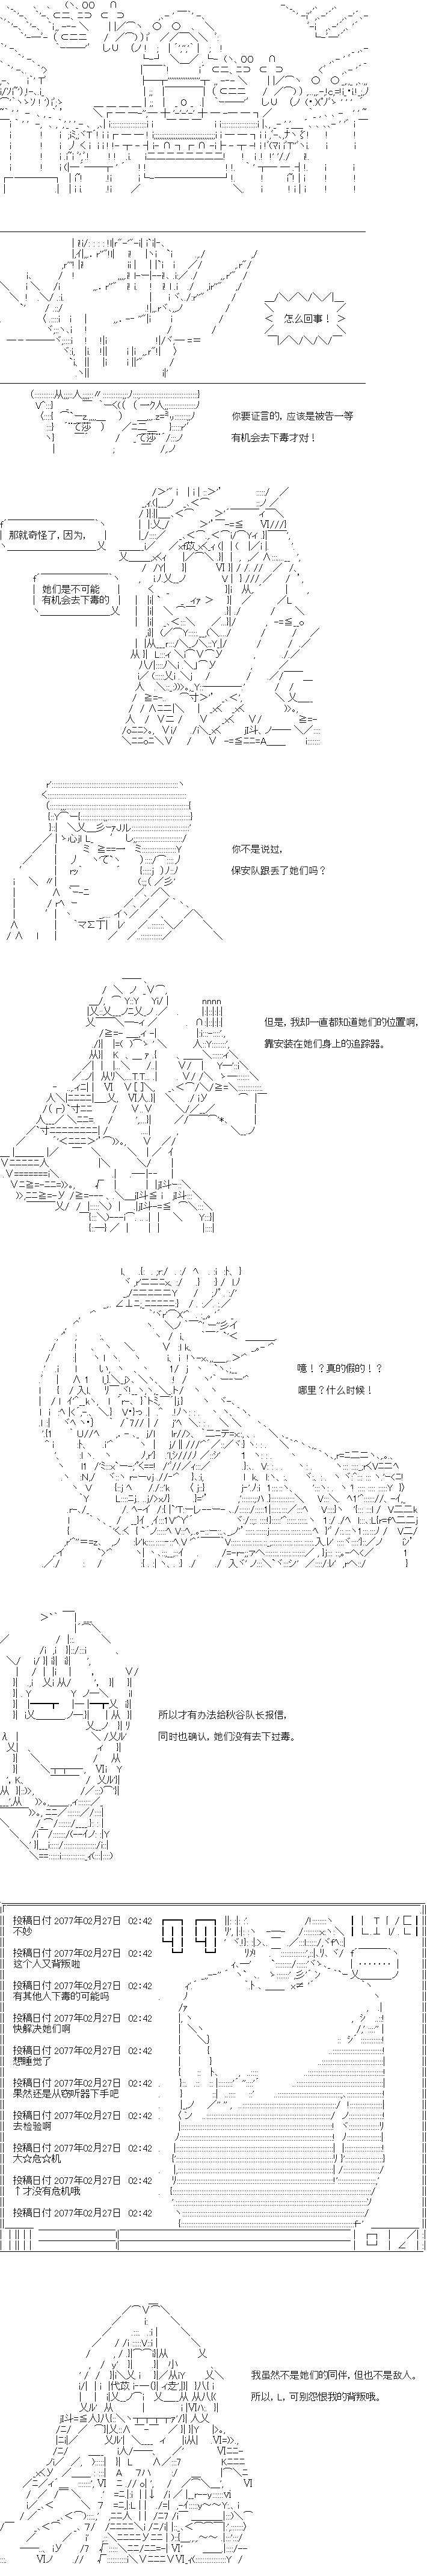 怎么回事！
你要证言的，应该是被告一等
有机会去下毒才对！
那就奇怪了，因为，
她们是不可能
有机会去下毒的
你不是说过，
保安队跟丢了她们吗？
但是，我却一直都知道她们的位置啊，
靠安装在她们身上的追踪器。
噫！？真的假的！？
哪里？什么时候！
所以才有办法给秋谷队长报信，
同时也确认，她们没有去下过毒。
投稿日付 2077年02月27日 02:42
不妙
投稿日付 2077年02月27日 02:42
这个人又背叛啦
投稿日付 2077年02月27日 02:42
有其他人下毒的可能吗
投稿日付 2077年02月27日 02:42
快解决她们啊
投稿日付 2077年02月27日 02:42
想睡觉了
投稿日付 2077年02月27日 02:42
果然还是从窃听器下手吧
投稿日付 2077年02月27日 02:42
去检验啊
投稿日付 2077年02月27日 02:42
大☆危☆机
投稿日付 2077年02月27日 02:42
↑才没有危机哦
投稿日付 2077年02月27日 02:42
我虽然不是她们的同伴，但也不是敌人。
所以，L，可别怨恨我的背叛哦。